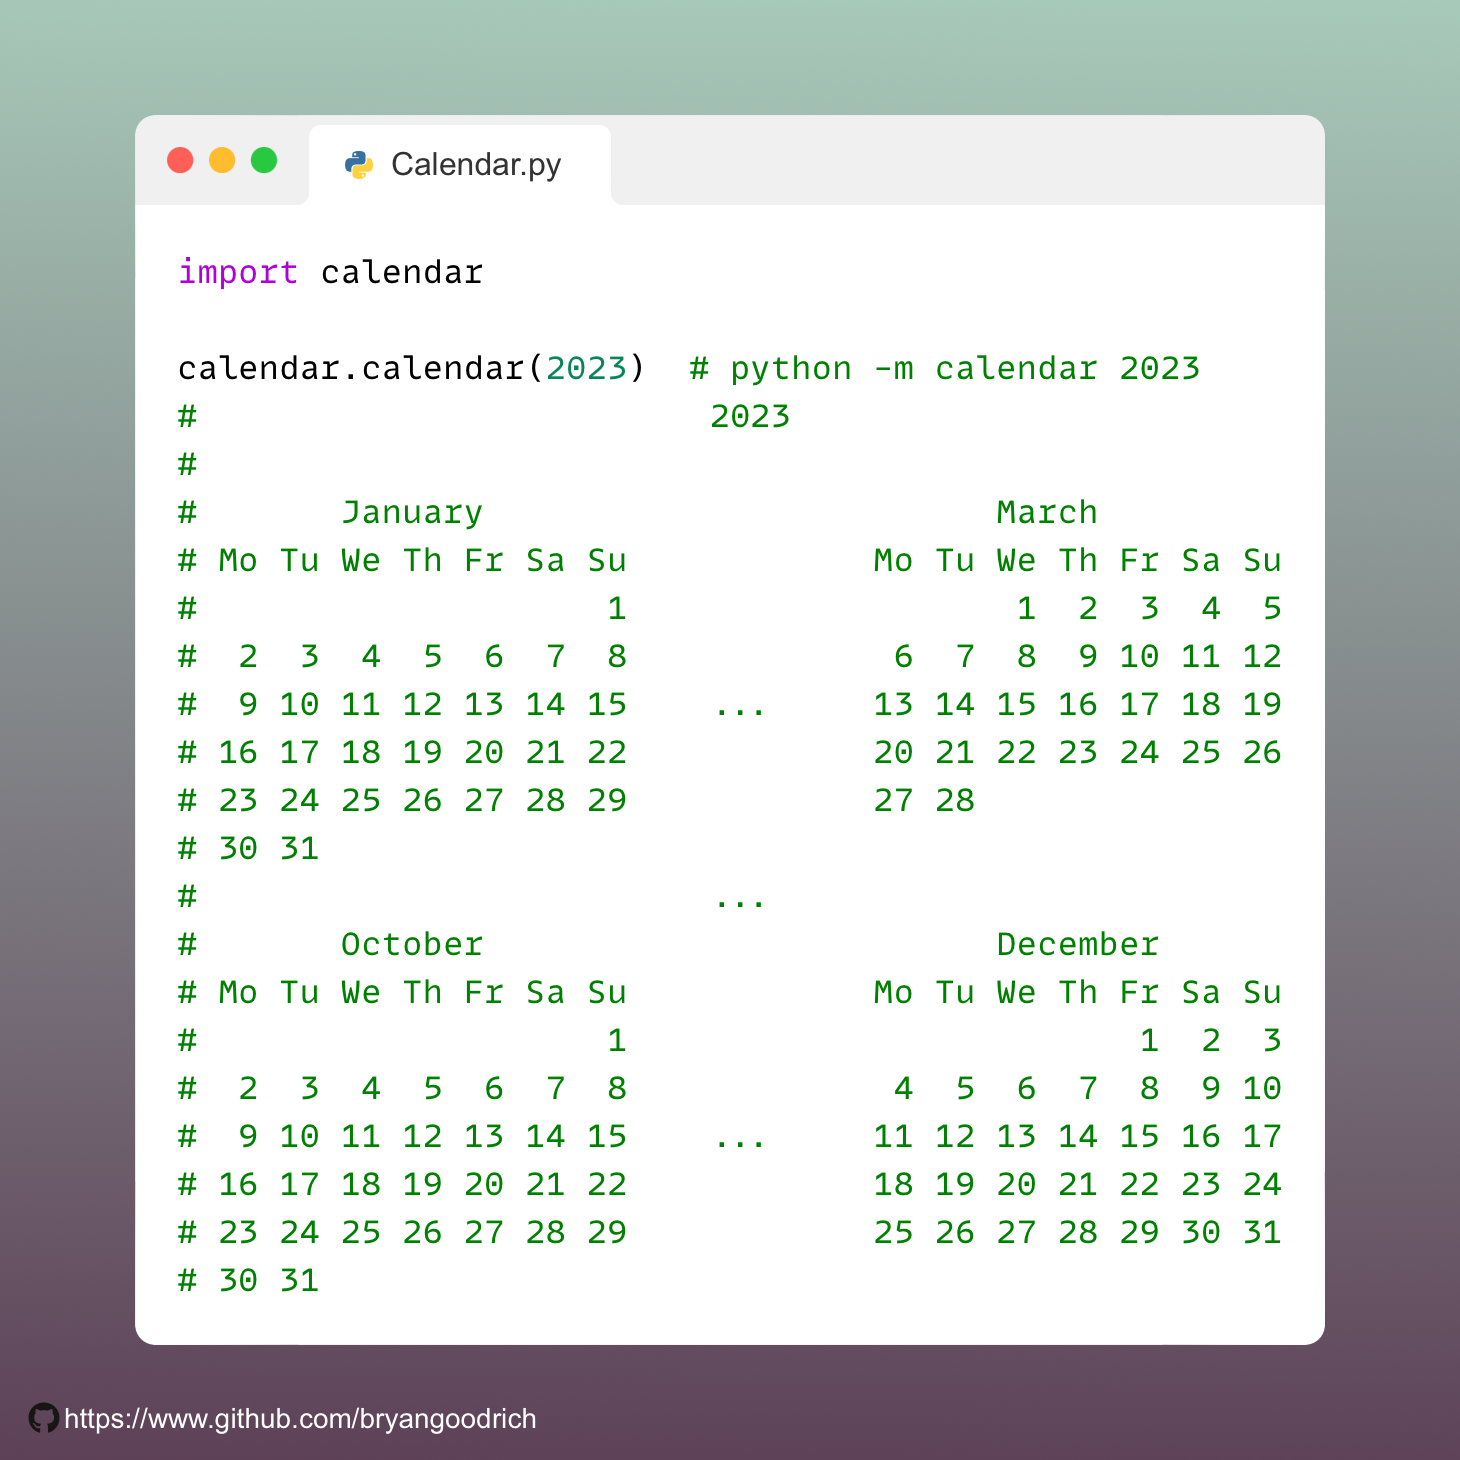 Calendar.py
import calendar
calendar.calendar(2023)  # python -m calendar 2023
#                         2023
#
#       January                         March
# Mo Tu We Th Fr Sa Su            Mo Tu We Th Fr Sa Su
#                    1                   1  2  3  4  5
#  2  3  4  5  6  7  8             6  7  8  9 10 11 12
#  9 10 11 12 13 14 15    ...     13 14 15 16 17 18 19
# 16 17 18 19 20 21 22            20 21 22 23 24 25 26
# 23 24 25 26 27 28 29            27 28
# 30 31
#                         ...
#       October                         December
# Mo Tu We Th Fr Sa Su            Mo Tu We Th Fr Sa Su
#                    1                         1  2  3
#  2  3  4  5  6  7  8             4  5  6  7  8  9 10
#  9 10 11 12 13 14 15    ...     11 12 13 14 15 16 17
# 16 17 18 19 20 21 22            18 19 20 21 22 23 24
# 23 24 25 26 27 28 29            25 26 27 28 29 30 31
# 30 31
https://www.github.com/bryangoodrich